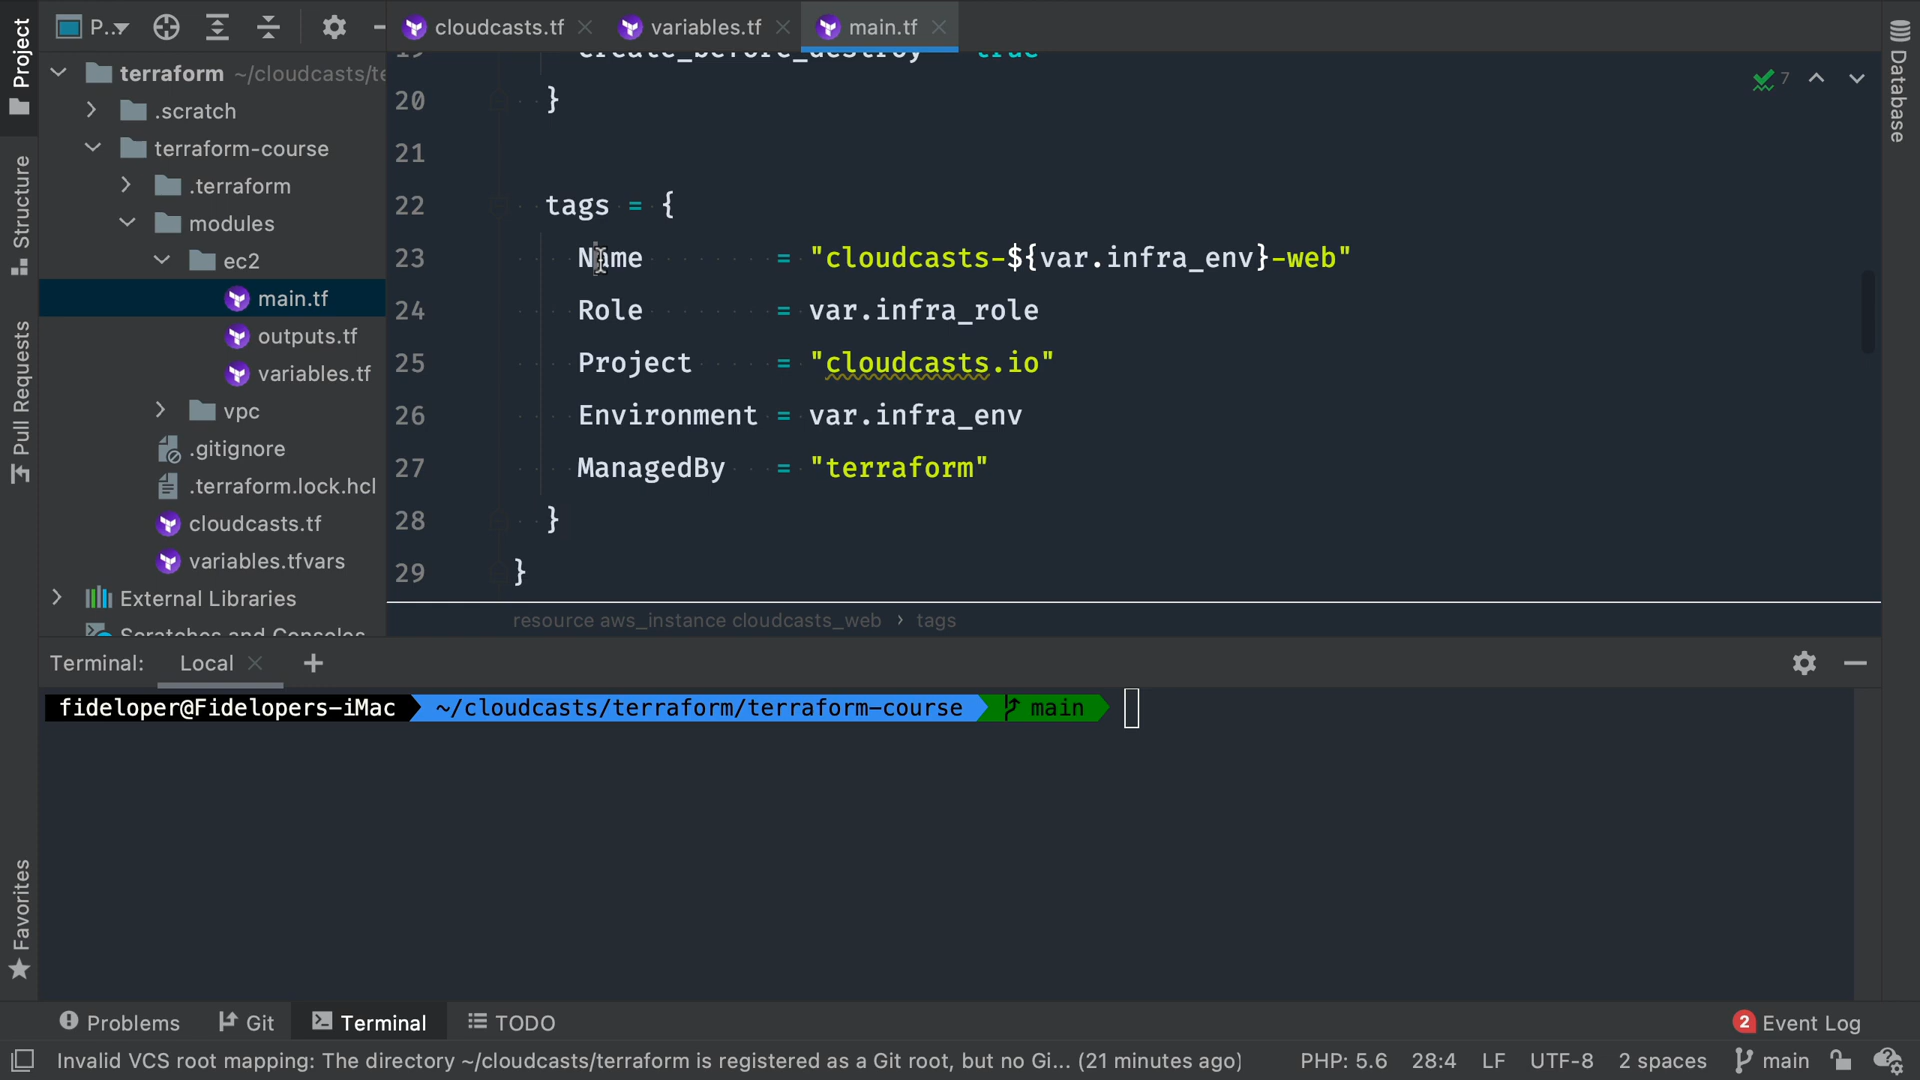 P..
cloudcasts.tf
variables.tf
main.tf
Project
Structure
Pull Requests
Favorites
Database
terraform ~/cloudcasts/te
.scratch
terraform-course
.terraform
modules
ec2
main.tf
outputs.tf
variables.tf
vpc
.gitignore
.terraform.lock.hcl
cloudcasts.tf
variables.tfvars
External Libraries
Scratches and Consoles
19 create_before_destroy = true
20 }
21
22 tags = {
23 Name = "cloudcasts-${var.infra_env}-web"
24 Role = var.infra_role
25 Project = "cloudcasts.io"
26 Environment = var.infra_env
27 ManagedBy = "terraform"
28 }
29 }
7
resource aws_instance cloudcasts_web › tags
Terminal: Local +
fideloper@Fidelopers-iMac ~/cloudcasts/terraform/terraform-course main
Problems Git Terminal TODO
2 Event Log
Invalid VCS root mapping: The directory ~/cloudcasts/terraform is registered as a Git root, but no Gi... (21 minutes ago)
PHP: 5.6 28:4 LF UTF-8 2 spaces main